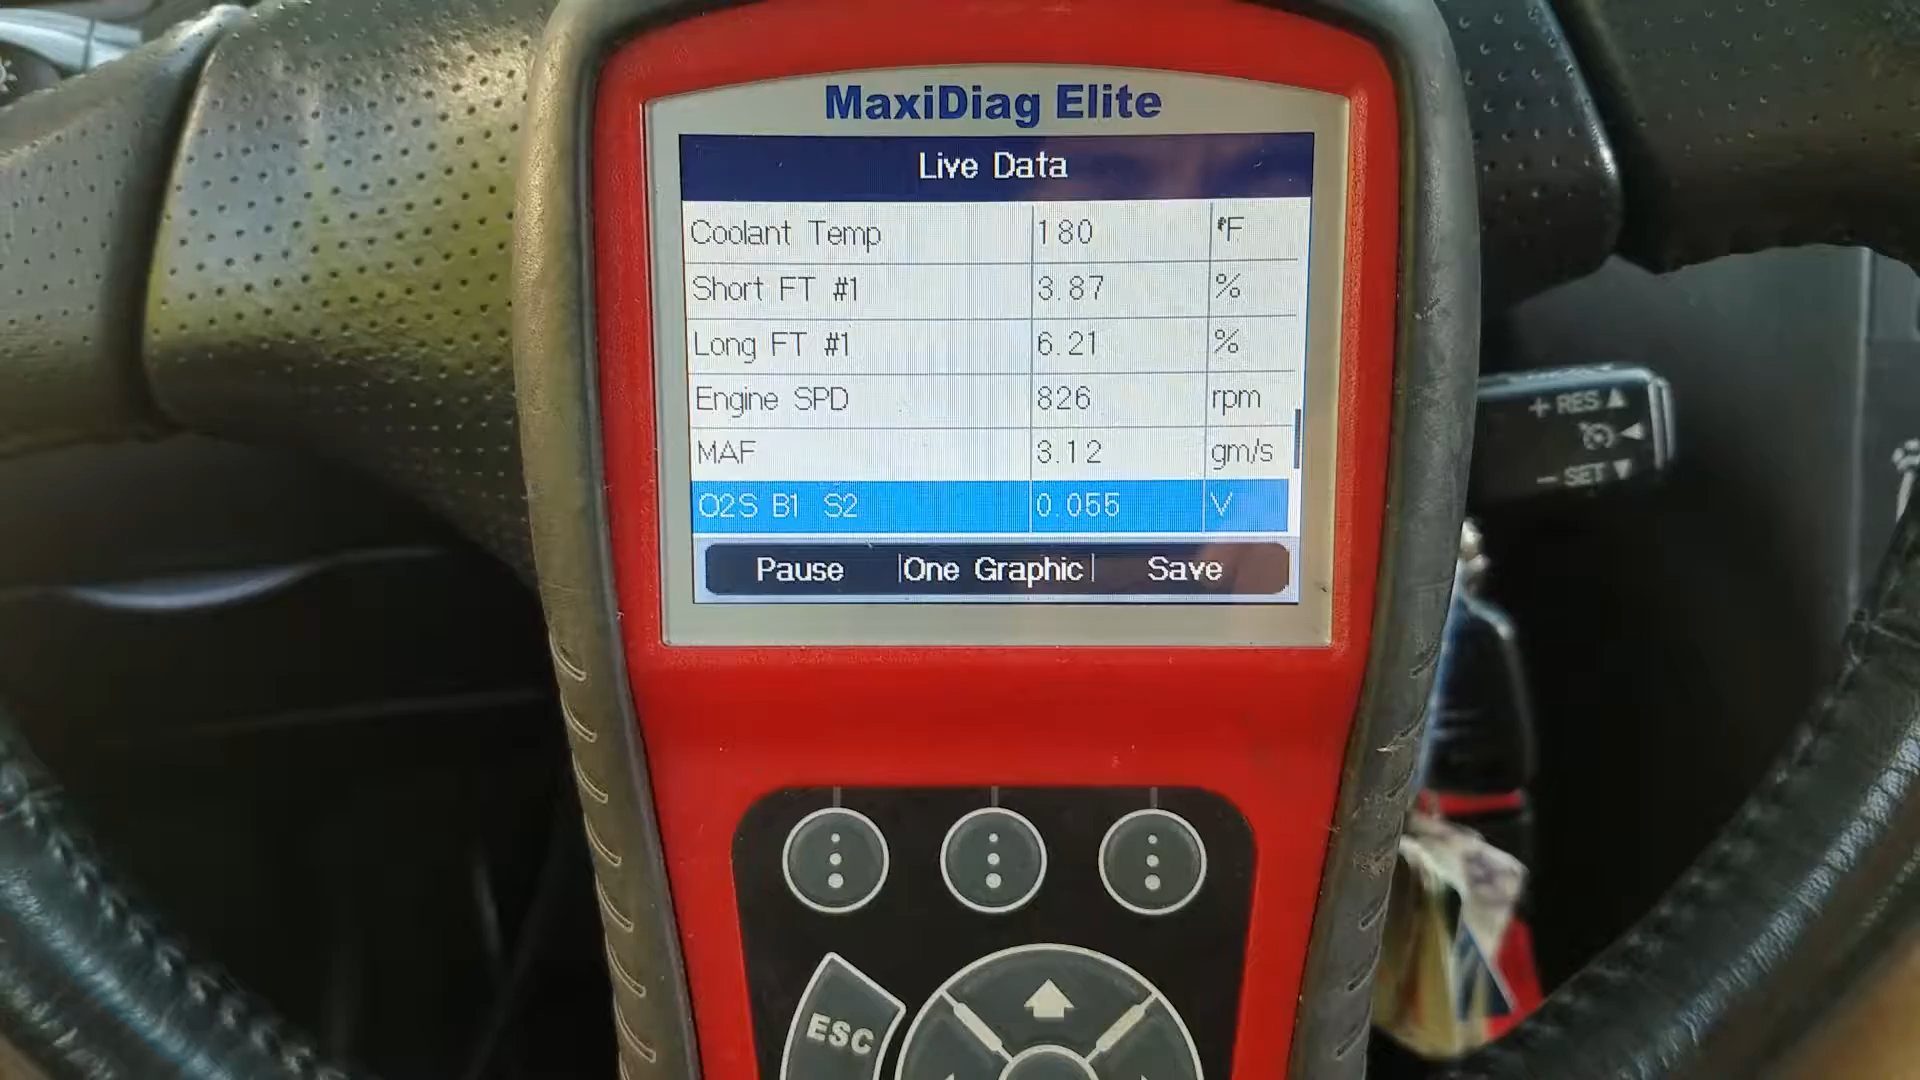 MaxiDiag Elite
Live Data
Coolant Temp 180 °F
Short FT #1 3.87 %
Long FT #1 6.21 %
Engine SPD 826 rpm
MAF 3.12 gm/s
O2S B1 S2 0.055 V
Pause One Graphic Save
+ RES ▲
− SET ▼
ESC